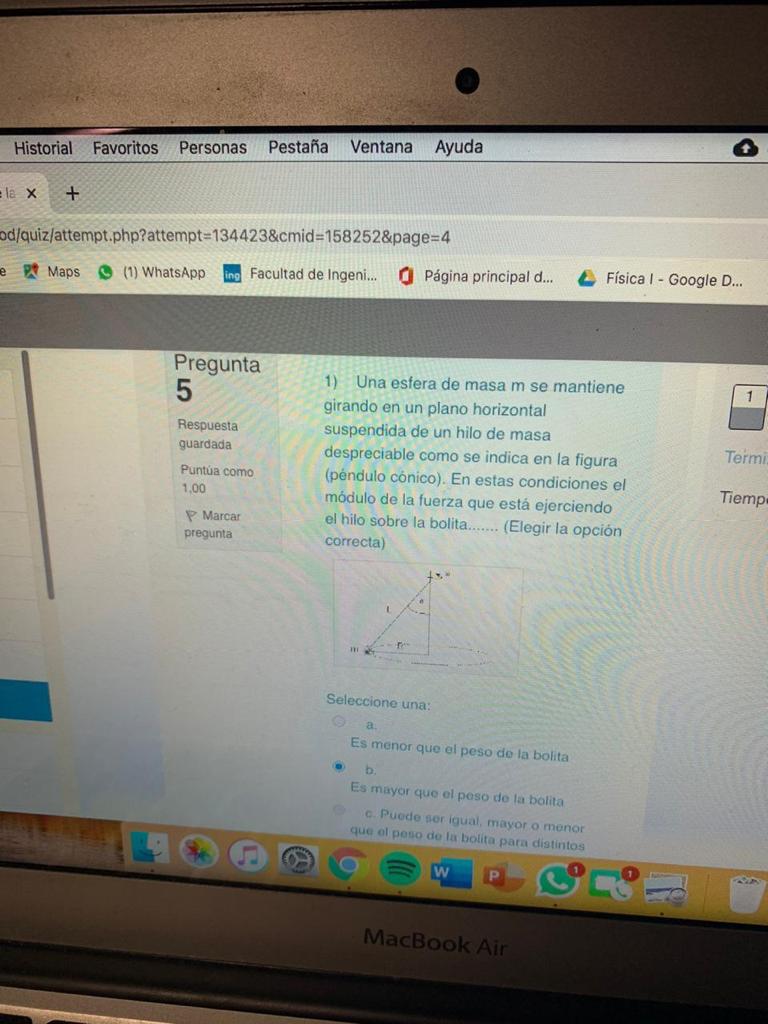 Historial Favoritos Personas Pestaña Ventana Ayuda
la × +
od/quiz/attempt.php?attempt=134423&cmid=158252&page=4
e Maps (1) WhatsApp ing Facultad de Ingeni... Página principal d... Física I - Google D...
Pregunta
5
Respuesta
guardada
Puntúa como
1,00
Marcar
pregunta
1) Una esfera de masa m se mantiene
girando en un plano horizontal
suspendida de un hilo de masa
despreciable como se indica en la figura
(péndulo cónico). En estas condiciones el
módulo de la fuerza que está ejerciendo
el hilo sobre la bolita....... (Elegir la opción
correcta)
L
m
Seleccione una:
a.
Es menor que el peso de la bolita
b.
Es mayor que el peso de la bolita
c. Puede ser igual, mayor o menor
que el peso de la bolita para distintos
1
Termi
Tiemp
W P 1 1
MacBook Air